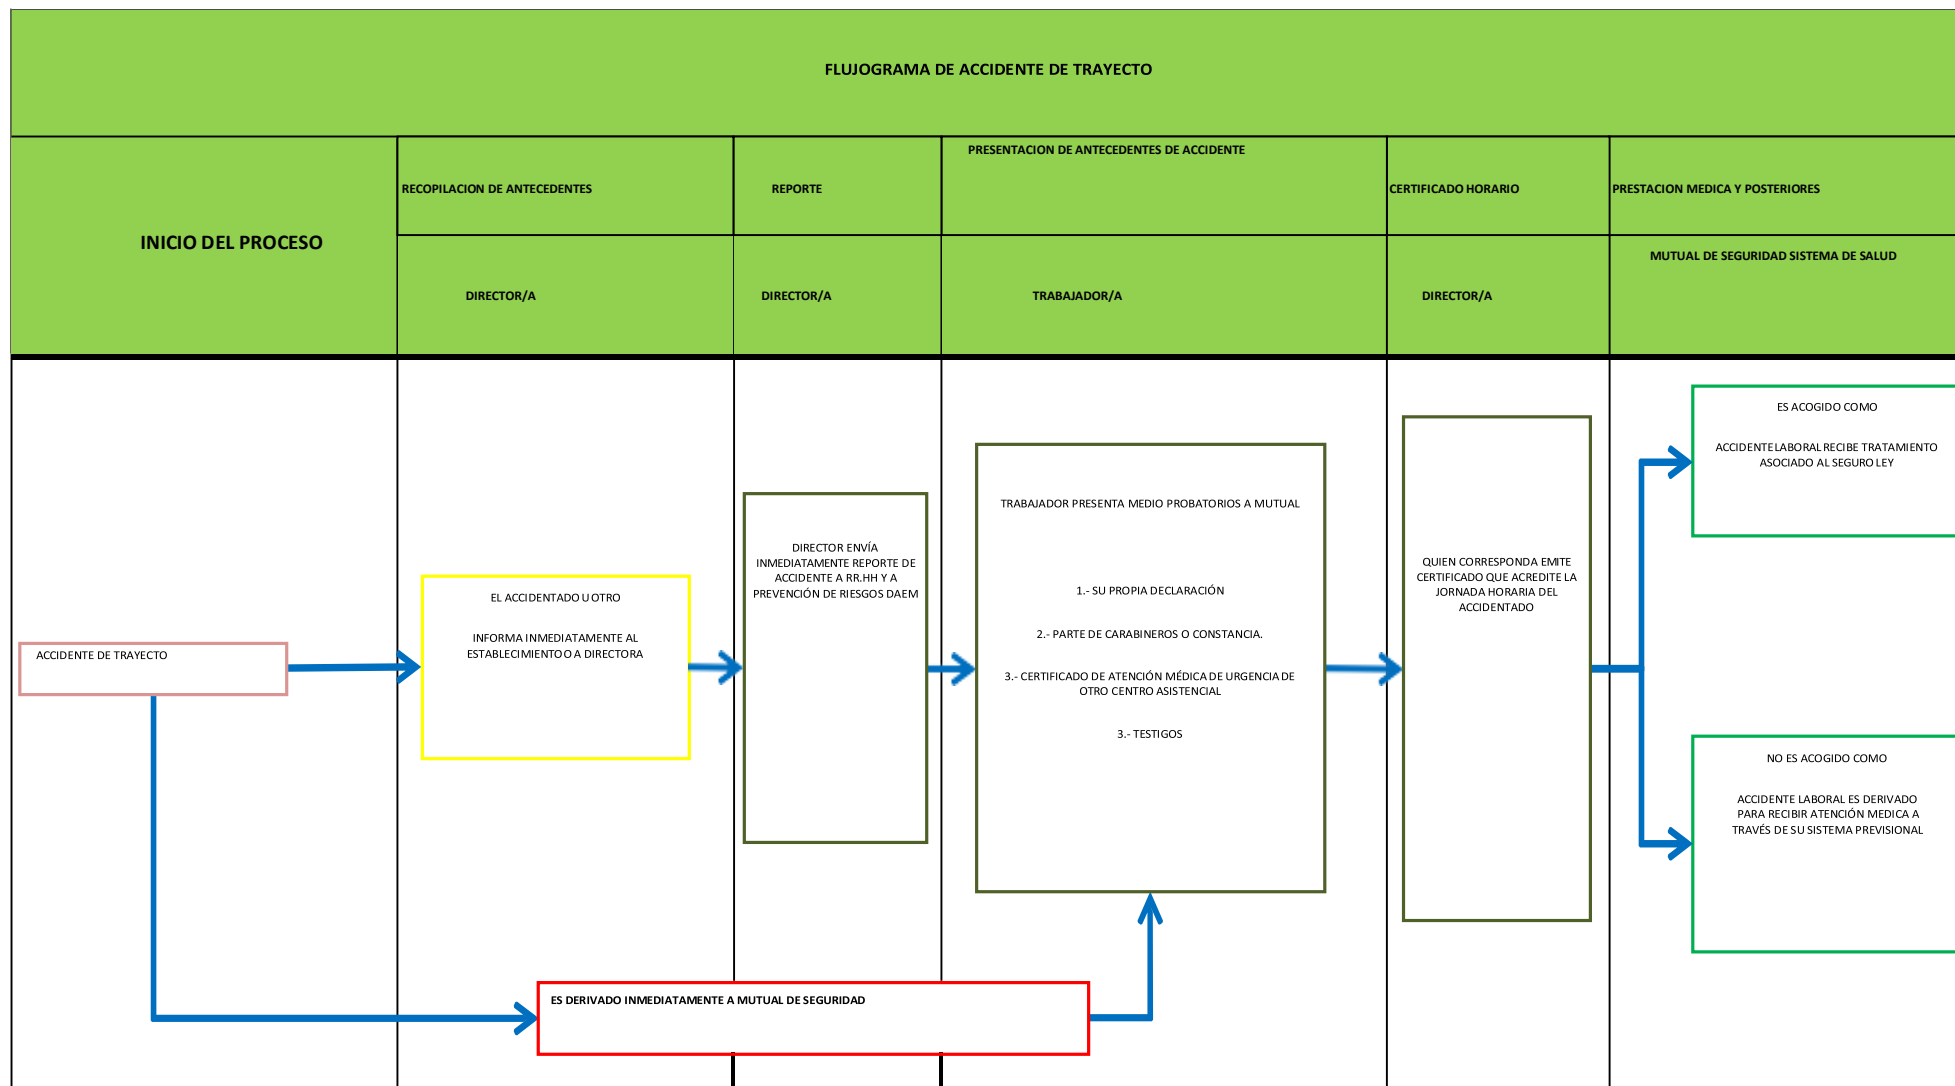 FLUJOGRAMA DE ACCIDENTE DE TRAYECTO
INICIO DEL PROCESO
RECOPILACION DE ANTECEDENTES
REPORTE
PRESENTACION DE ANTECEDENTES DE ACCIDENTE
CERTIFICADO HORARIO
PRESTACION MEDICA Y POSTERIORES
DIRECTOR/A
DIRECTOR/A
TRABAJADOR/A
DIRECTOR/A
MUTUAL DE SEGURIDAD SISTEMA DE SALUD
ACCIDENTE DE TRAYECTO
EL ACCIDENTADO U OTRO
INFORMA INMEDIATAMENTE AL
ESTABLECIMIENTO O A DIRECTORA
DIRECTOR ENVÍA
INMEDIATAMENTE REPORTE DE
ACCIDENTE A RR.HH Y A
PREVENCIÓN DE RIESGOS DAEM
TRABAJADOR PRESENTA MEDIO PROBATORIOS A MUTUAL
1.- SU PROPIA DECLARACIÓN
2.- PARTE DE CARABINEROS O CONSTANCIA.
3.- CERTIFICADO DE ATENCIÓN MÉDICA DE URGENCIA DE
OTRO CENTRO ASISTENCIAL
3.- TESTIGOS
QUIEN CORRESPONDA EMITE
CERTIFICADO QUE ACREDITE LA
JORNADA HORARIA DEL
ACCIDENTADO
ES ACOGIDO COMO
ACCIDENTE LABORAL RECIBE TRATAMIENTO
ASOCIADO AL SEGURO LEY
NO ES ACOGIDO COMO
ACCIDENTE LABORAL ES DERIVADO
PARA RECIBIR ATENCIÓN MEDICA A
TRAVÉS DE SU SISTEMA PREVISIONAL
ES DERIVADO INMEDIATAMENTE A MUTUAL DE SEGURIDAD